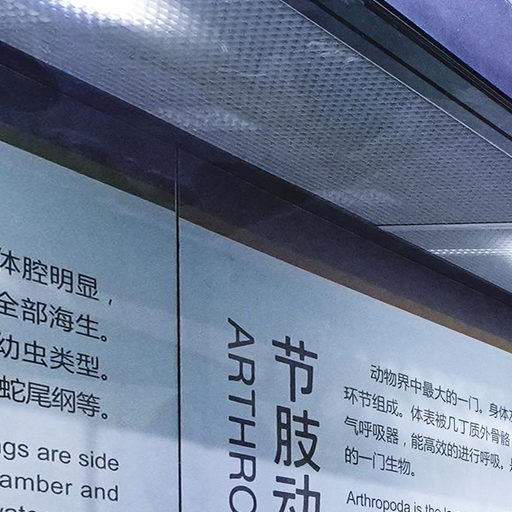 体腔明显，
全部海生。
幼虫类型。
蛇尾纲等。
ngs are side
amber and
节肢动
ARTHRO
动物界中最大的一门。身体
环节组成。体表被几丁质外骨骼
气呼吸器，能高效的进行呼吸。
的一门生物。
Arthropoda is the